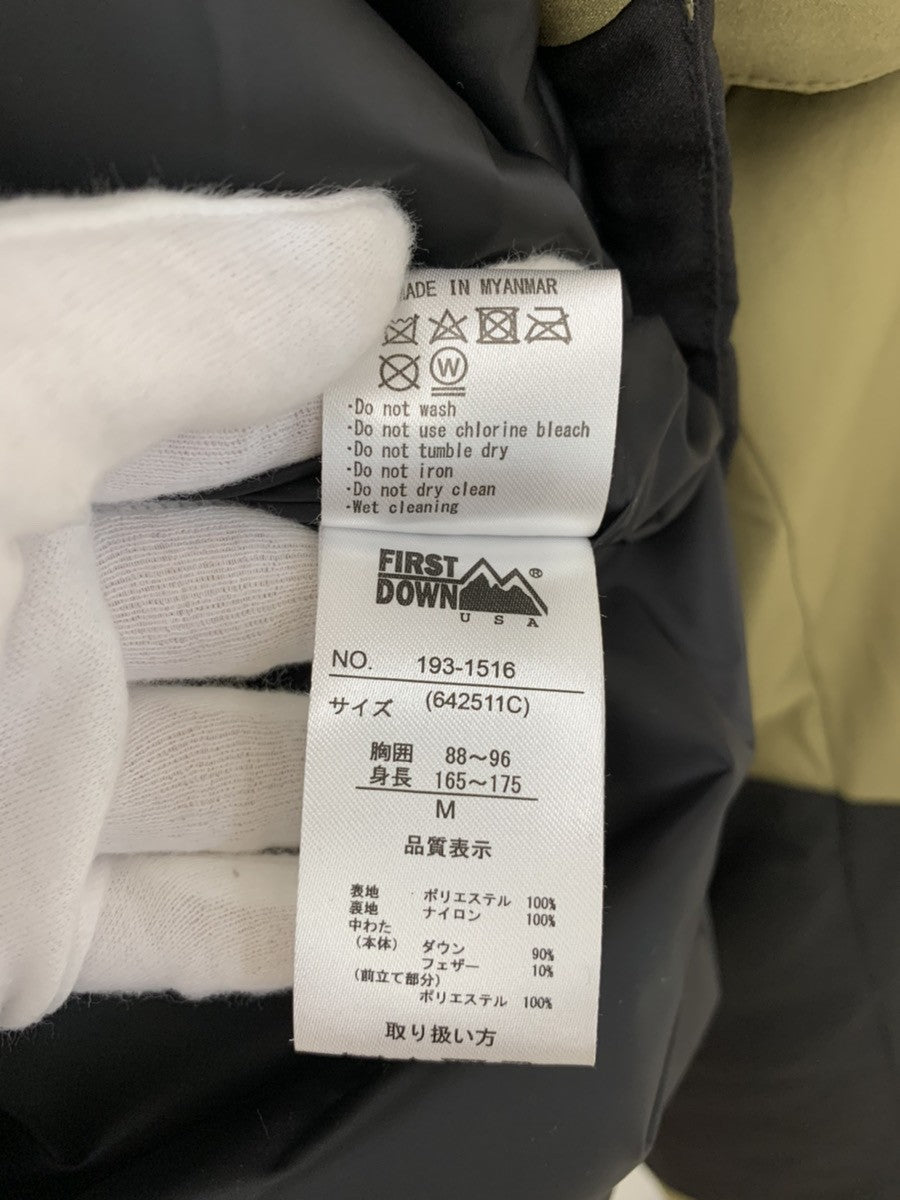 MADE IN MYANMAR
W
·Do not wash
·Do not use chlorine bleach
·Do not tumble dry
·Do not iron
·Do not dry clean
·Wet cleaning
FIRST
DOWN ®
USA
NO. 193-1516
サイズ (642511C)
胸囲 88～96
身長 165～175
M
品質表示
表地 ポリエステル 100%
裏地 ナイロン 100%
中わた
(本体) ダウン 90%
フェザー 10%
(前立て部分)
ポリエステル 100%
取り扱い方